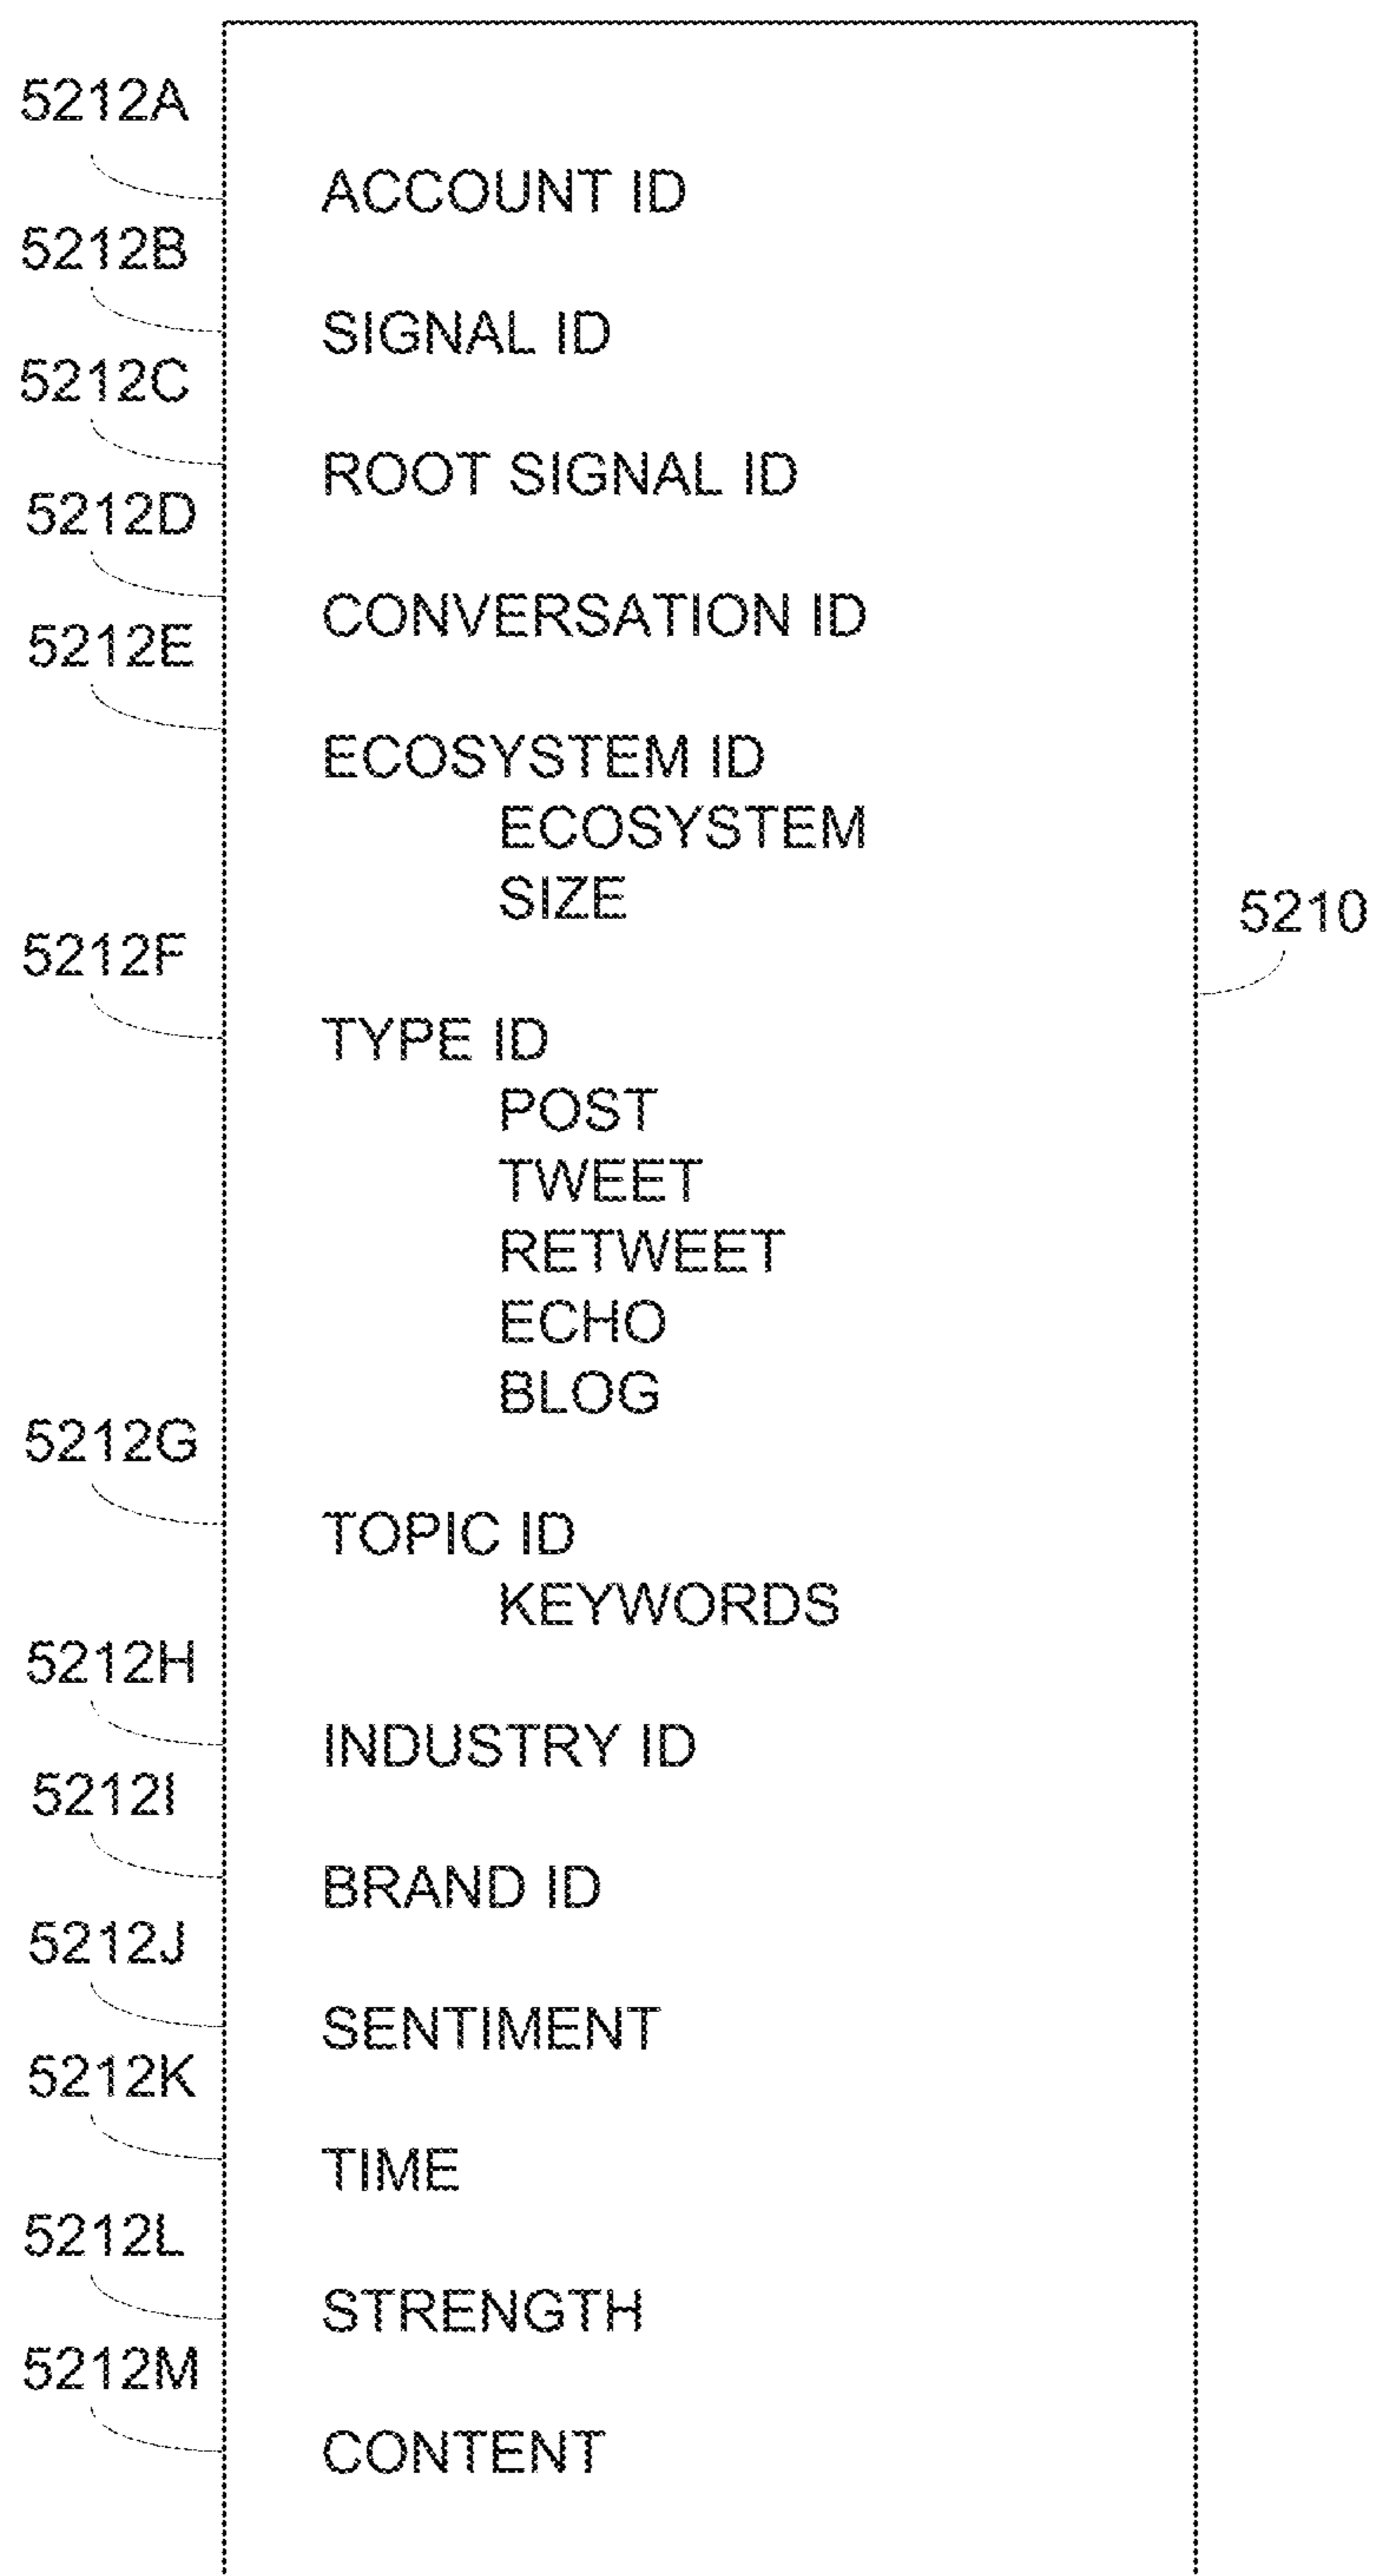 5212A
ACCOUNT ID
5212B
SIGNAL ID
5212C
ROOT SIGNAL ID
5212D
CONVERSATION ID
5212E
ECOSYSTEM ID
ECOSYSTEM
SIZE
5210
5212F
TYPE ID
POST
TWEET
RETWEET
ECHO
BLOG
5212G
TOPIC ID
KEYWORDS
5212H
INDUSTRY ID
5212I
BRAND ID
5212J
SENTIMENT
5212K
TIME
5212L
STRENGTH
5212M
CONTENT